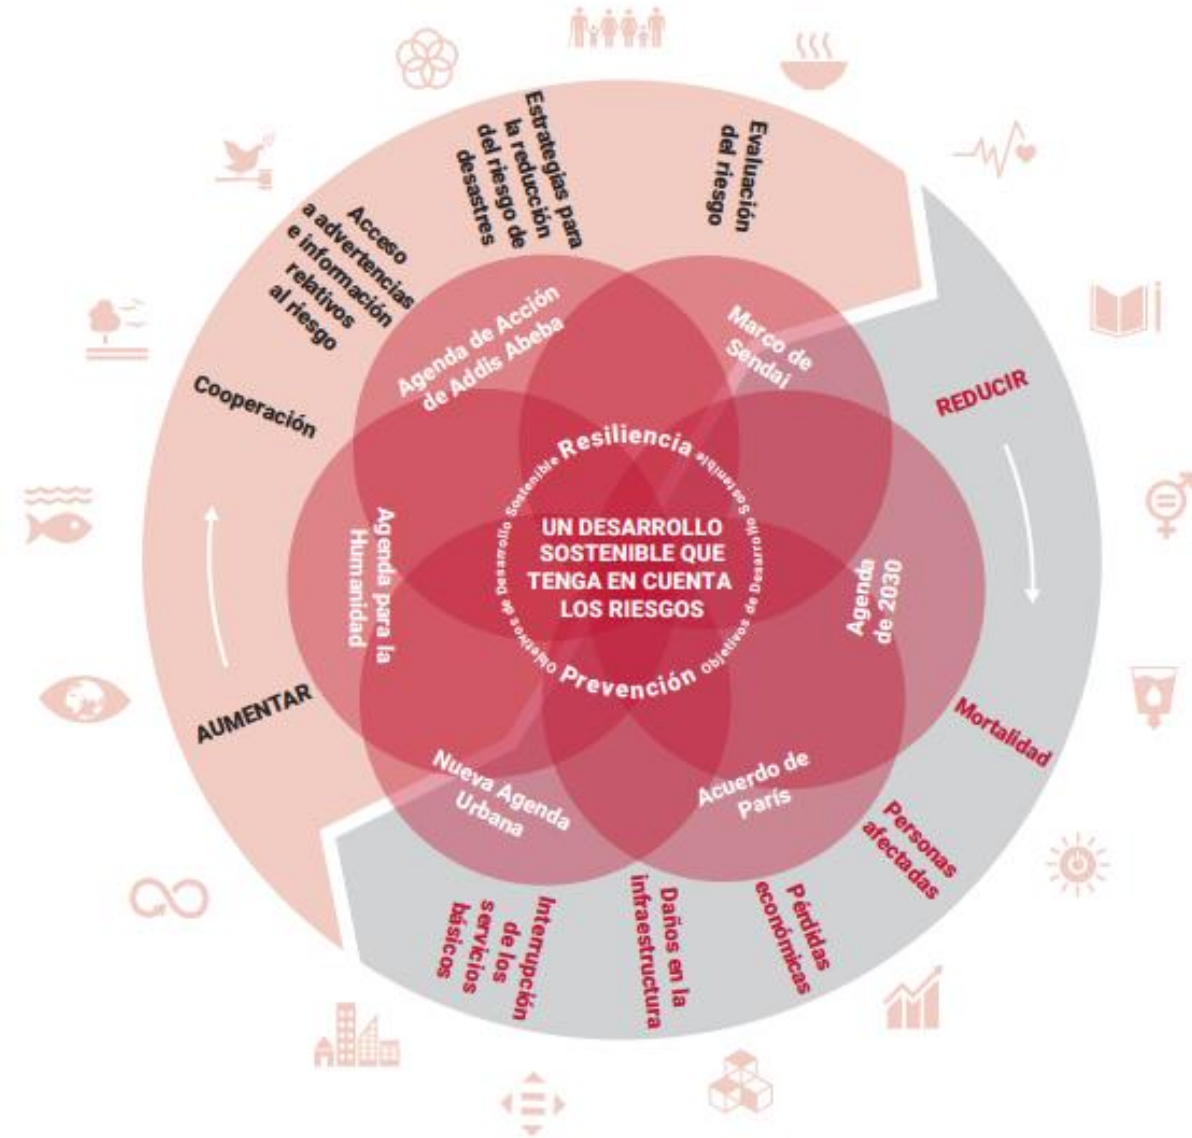 Estrategias para
la reducción
del riesgo de
desastres
Evaluación
del riesgo
Acceso
a advertencias
e información
relativos
al riesgo
Cooperación
AUMENTAR
REDUCIR
Mortalidad
Personas
afectadas
Pérdidas
económicas
Daños en la
infraestructura
Interrupción
de los
servicios
básicos
Agenda de Acción
de Addis Abeba
Marco de
Sendai
Agenda
de 2030
Acuerdo de
París
Nueva Agenda
Urbana
Agenda para la
Humanidad
Resiliencia
Objetivos de Desarrollo Sostenible
UN DESARROLLO
SOSTENIBLE QUE
TENGA EN CUENTA
LOS RIESGOS
Objetivos de Desarrollo Sostenible
Prevención